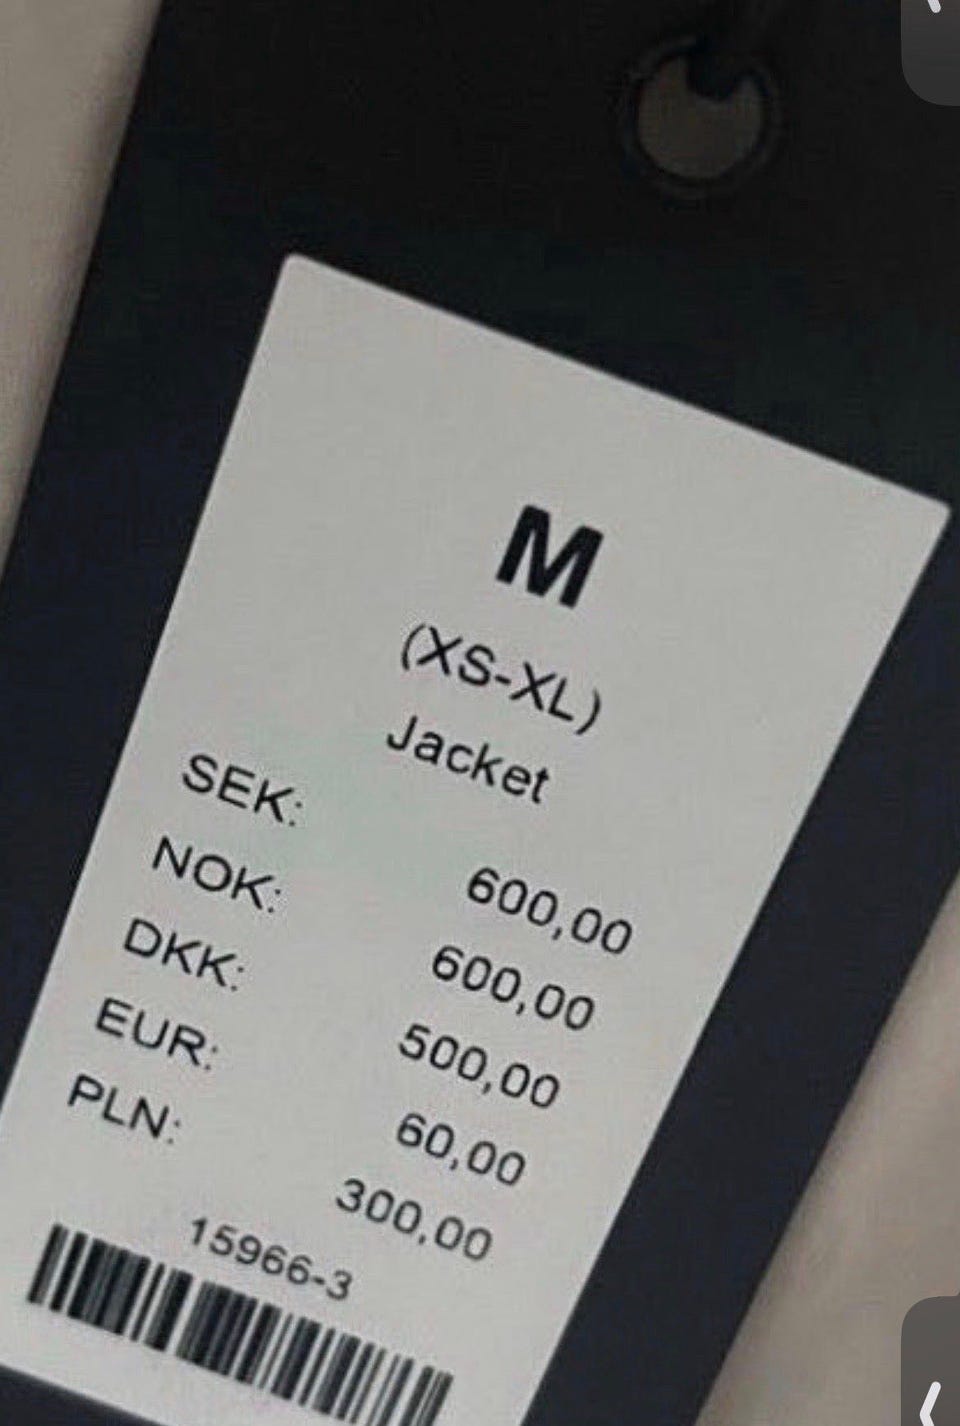 M
(XS-XL)
Jacket
SEK: 600,00
NOK: 600,00
DKK: 500,00
EUR: 60,00
PLN: 300,00
15966-3